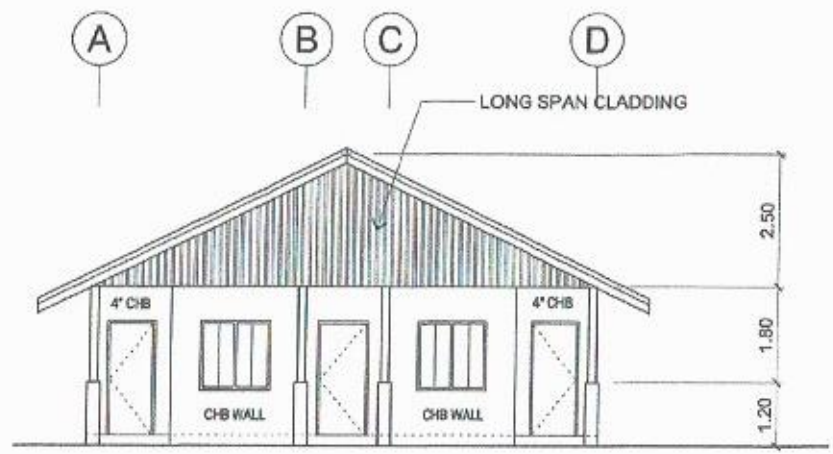 A B C D
LONG SPAN CLADDING
2.50
4" CHB
4" CHB
1.80
CHB WALL
CHB WALL
1.20